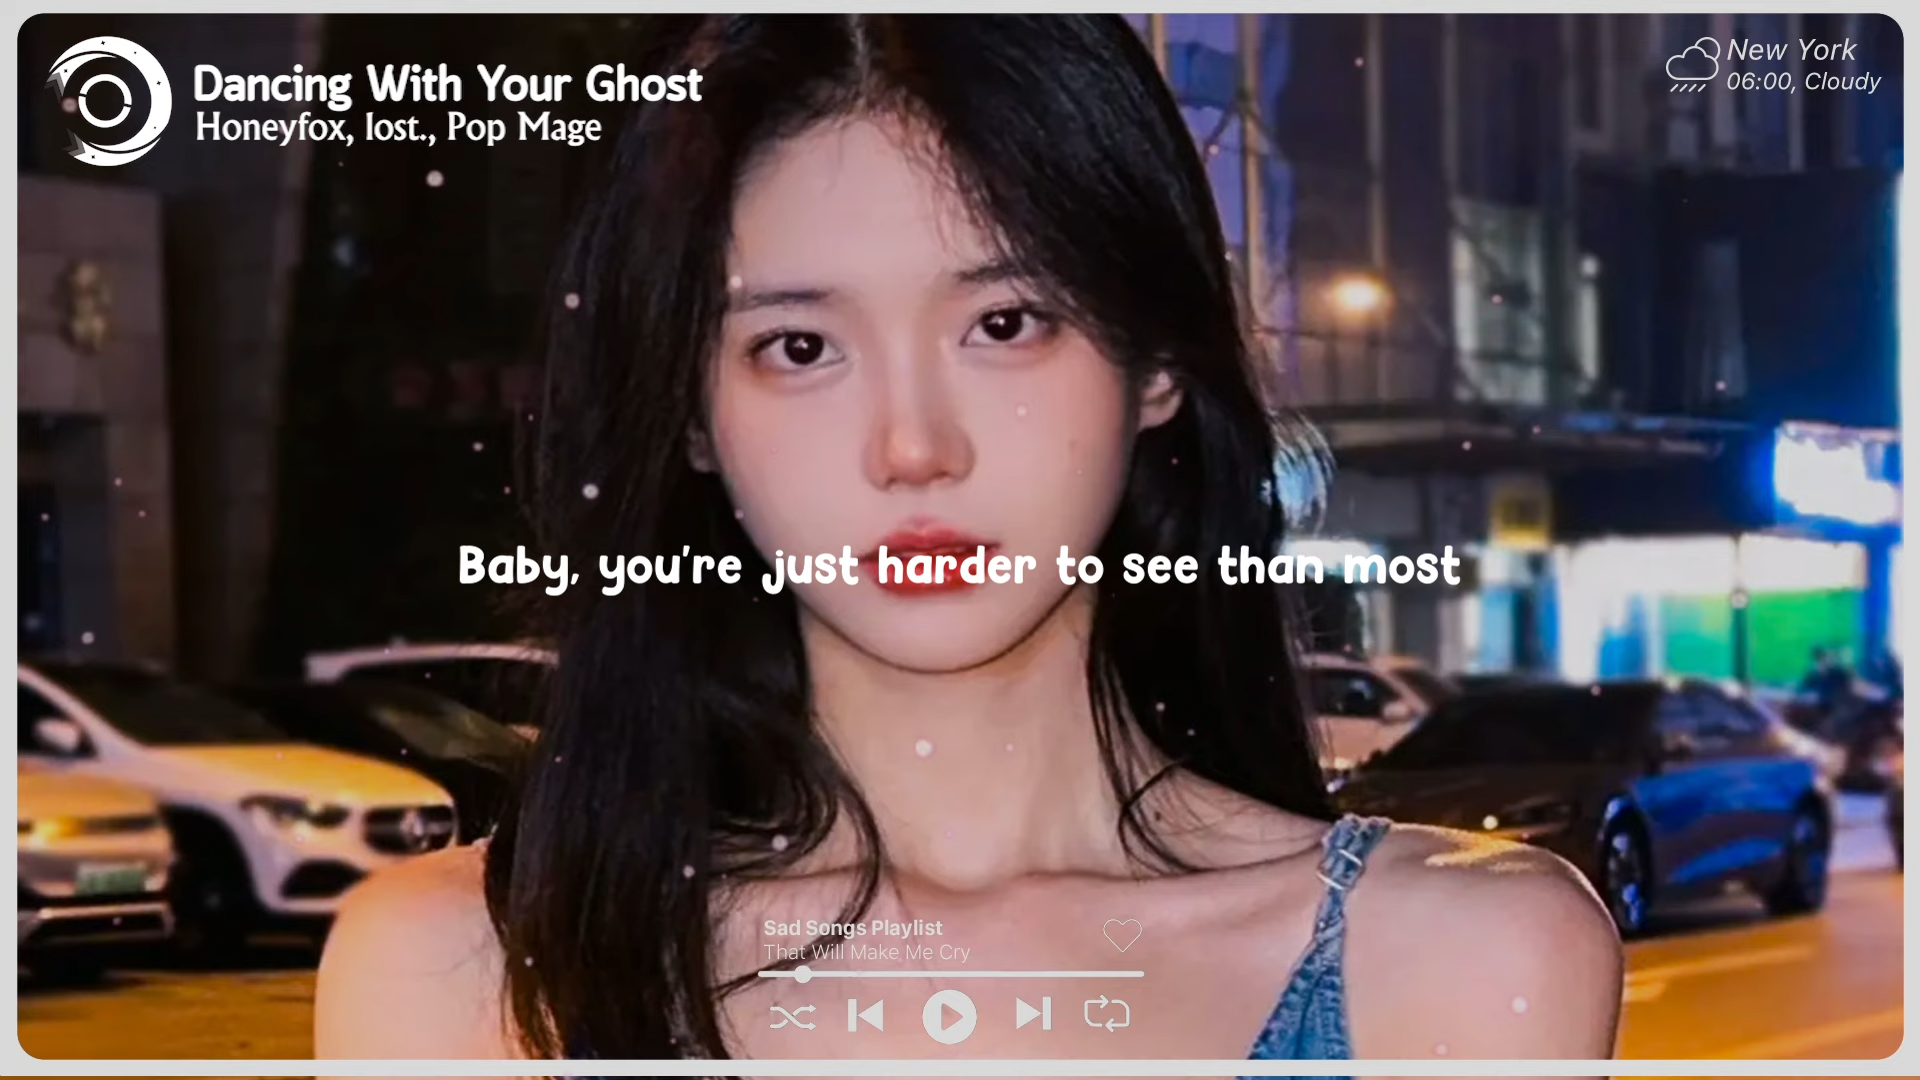 Dancing With Your Ghost
Honeyfox, lost., Pop Mage
New York
06:00, Cloudy
Baby, you're just harder to see than most
Sad Songs Playlist
That Will Make Me Cry